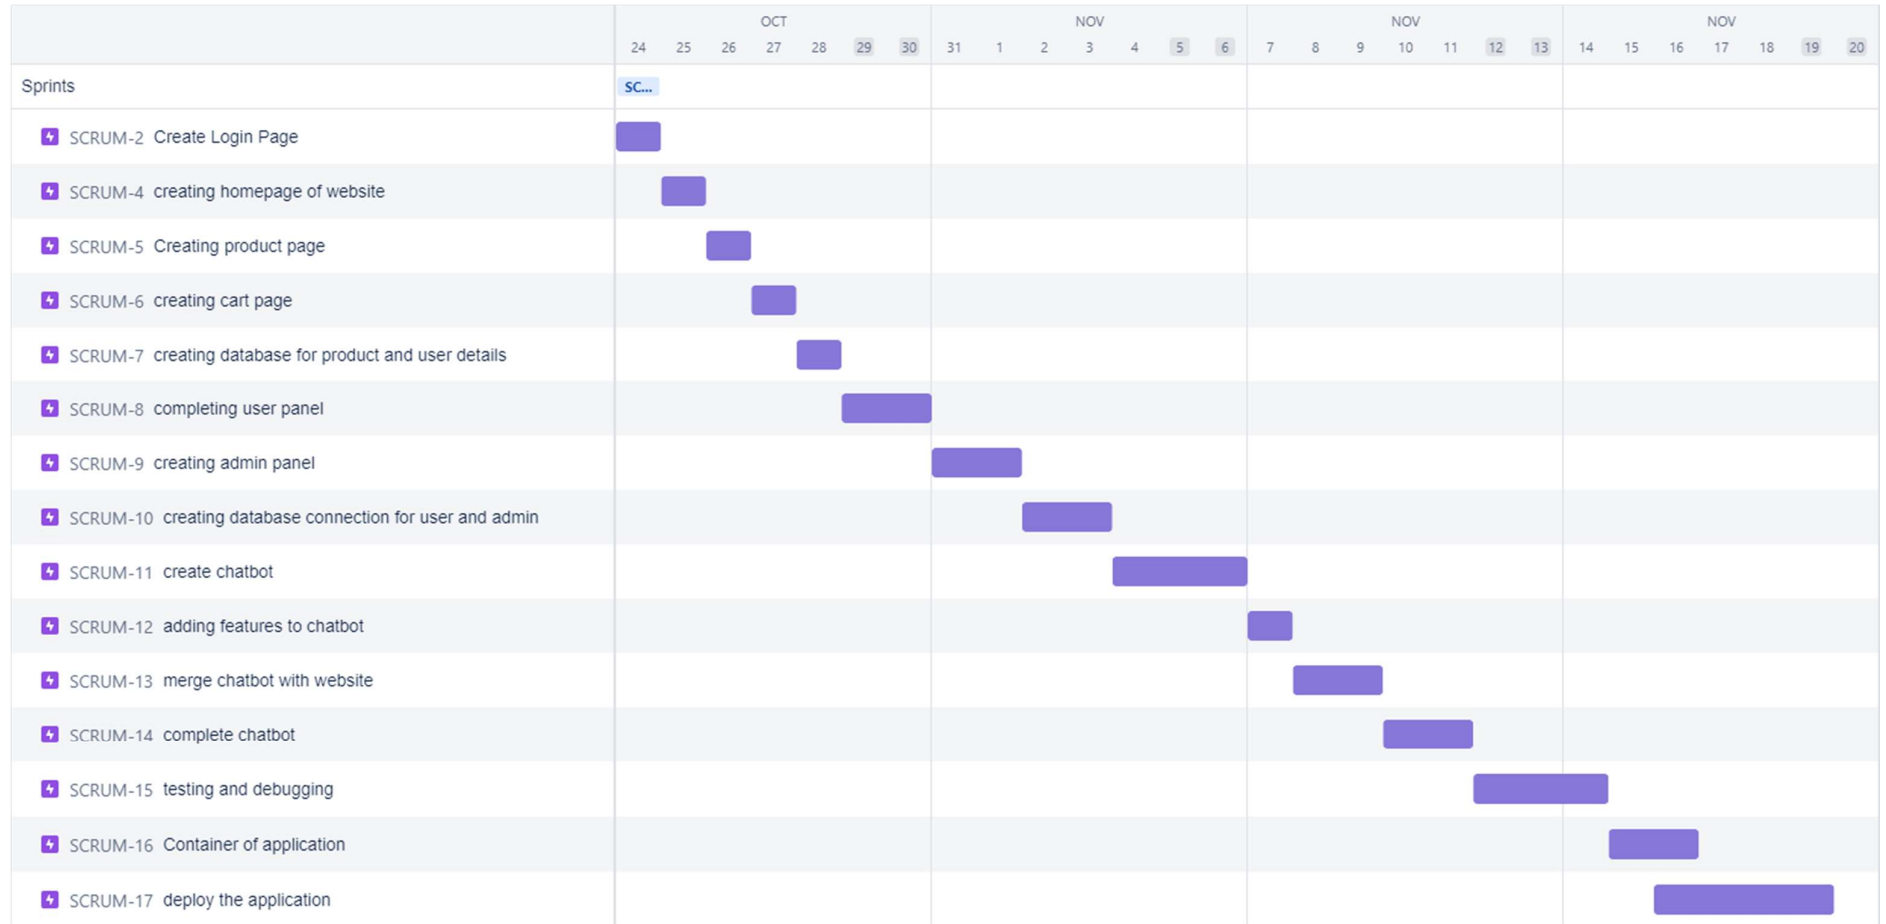 OCT NOV NOV NOV
24 25 26 27 28 29 30 31 1 2 3 4 5 6 7 8 9 10 11 12 13 14 15 16 17 18 19 20
Sprints SC...
SCRUM-2 Create Login Page
SCRUM-4 creating homepage of website
SCRUM-5 Creating product page
SCRUM-6 creating cart page
SCRUM-7 creating database for product and user details
SCRUM-8 completing user panel
SCRUM-9 creating admin panel
SCRUM-10 creating database connection for user and admin
SCRUM-11 create chatbot
SCRUM-12 adding features to chatbot
SCRUM-13 merge chatbot with website
SCRUM-14 complete chatbot
SCRUM-15 testing and debugging
SCRUM-16 Container of application
SCRUM-17 deploy the application